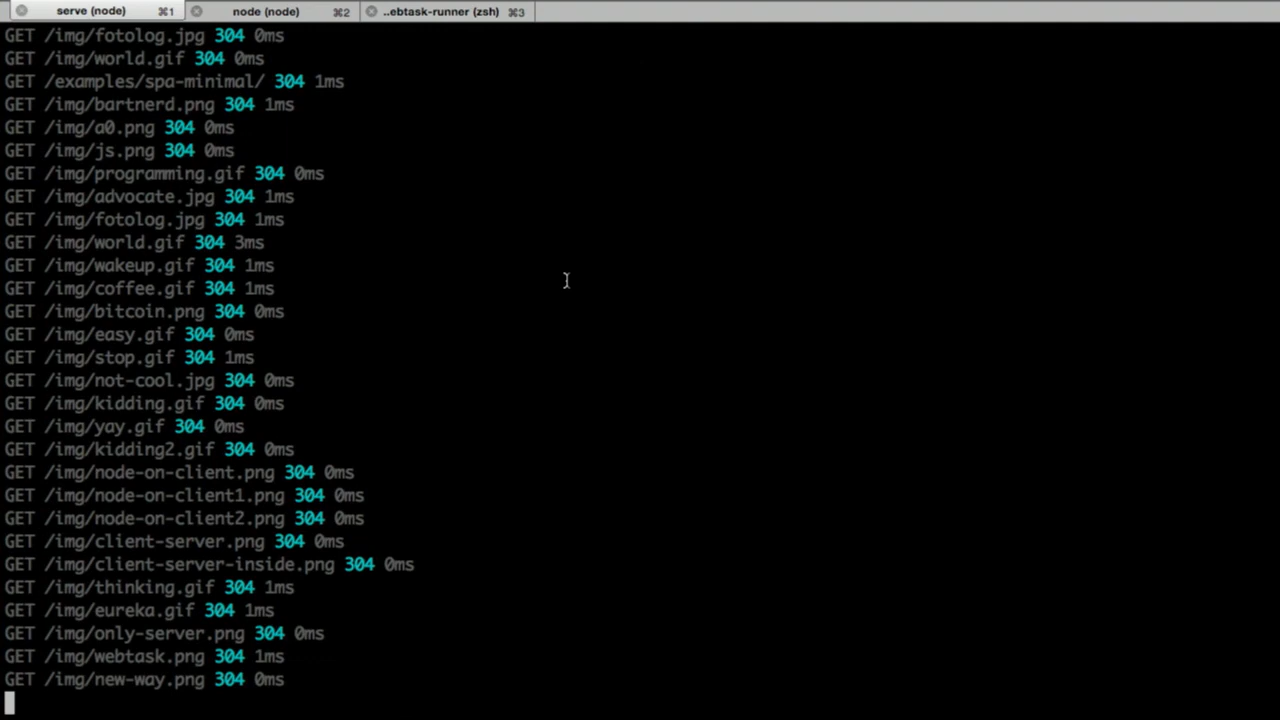 serve (node) ⌘1 node (node) ⌘2 ..ebtask-runner (zsh) ⌘3
GET /img/fotolog.jpg 304 0ms
GET /img/world.gif 304 0ms
GET /examples/spa-minimal/ 304 1ms
GET /img/bartnerd.png 304 1ms
GET /img/a0.png 304 0ms
GET /img/js.png 304 0ms
GET /img/programming.gif 304 0ms
GET /img/advocate.jpg 304 1ms
GET /img/fotolog.jpg 304 1ms
GET /img/world.gif 304 3ms
GET /img/wakeup.gif 304 1ms
GET /img/coffee.gif 304 1ms
GET /img/bitcoin.png 304 0ms
GET /img/easy.gif 304 0ms
GET /img/stop.gif 304 1ms
GET /img/not-cool.jpg 304 0ms
GET /img/kidding.gif 304 0ms
GET /img/yay.gif 304 0ms
GET /img/kidding2.gif 304 0ms
GET /img/node-on-client.png 304 0ms
GET /img/node-on-client1.png 304 0ms
GET /img/node-on-client2.png 304 0ms
GET /img/client-server.png 304 0ms
GET /img/client-server-inside.png 304 0ms
GET /img/thinking.gif 304 1ms
GET /img/eureka.gif 304 1ms
GET /img/only-server.png 304 0ms
GET /img/webtask.png 304 1ms
GET /img/new-way.png 304 0ms